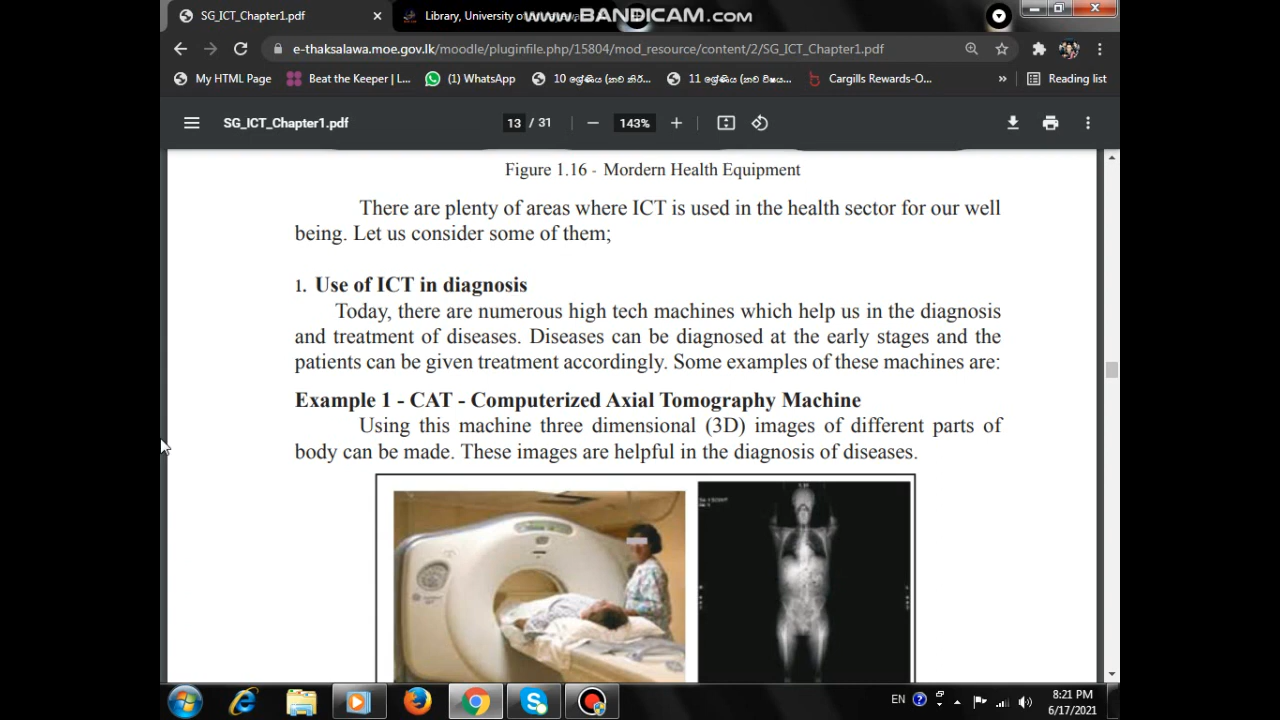 SG_ICT_Chapter1.pdf
Library, University of
www.BANDICAM.com
e-thaksalawa.moe.gov.lk/moodle/pluginfile.php/15804/mod_resource/content/2/SG_ICT_Chapter1.pdf
My HTML Page
Beat the Keeper | L...
(1) WhatsApp
10 ශ්‍රේණිය (නව නිර්...
11 ශ්‍රේණිය (නව විෂය...
Cargills Rewards-O...
»
Reading list
SG_ICT_Chapter1.pdf
13 / 31
143%
Figure 1.16 - Mordern Health Equipment
There are plenty of areas where ICT is used in the health sector for our well
being. Let us consider some of them;
1. Use of ICT in diagnosis
Today, there are numerous high tech machines which help us in the diagnosis
and treatment of diseases. Diseases can be diagnosed at the early stages and the
patients can be given treatment accordingly. Some examples of these machines are:
Example 1 - CAT - Computerized Axial Tomography Machine
Using this machine three dimensional (3D) images of different parts of
body can be made. These images are helpful in the diagnosis of diseases.
EN
8:21 PM
6/17/2021